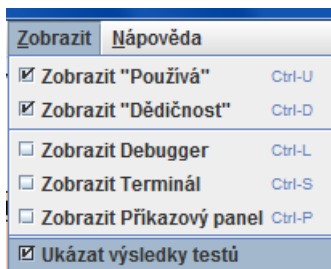 Zobrazit Nápověda
Zobrazit "Používá" Ctrl-U
Zobrazit "Dědičnost" Ctrl-D
Zobrazit Debugger Ctrl-L
Zobrazit Terminál Ctrl-S
Zobrazit Příkazový panel Ctrl-P
Ukázat výsledky testů